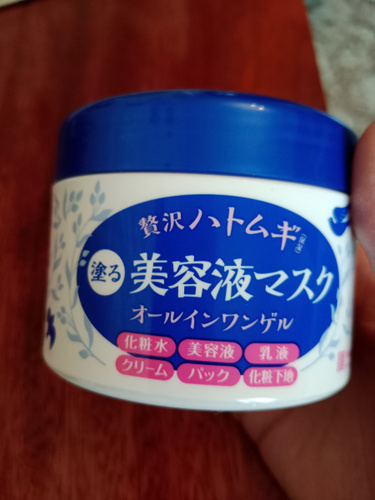 贅沢ハトムギ
塗る
美容液マスク
オールインワンゲル
化粧水 美容液 乳液
クリーム パック 化粧下地